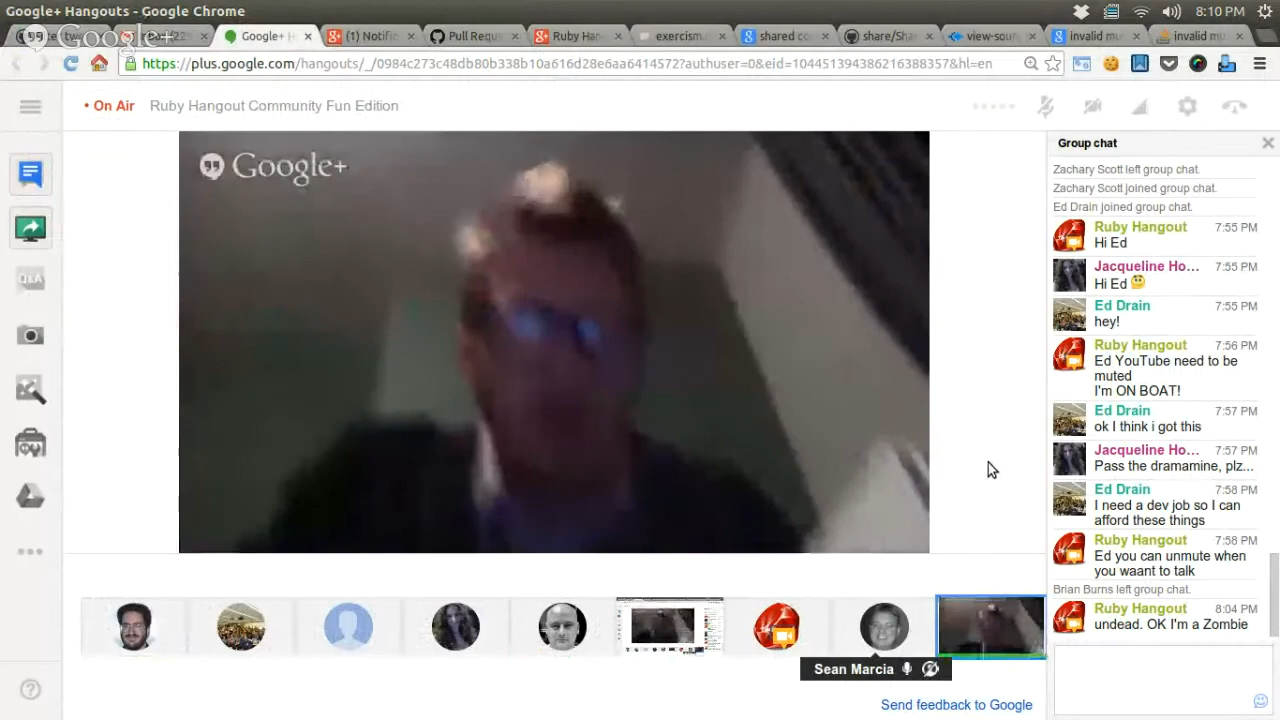 Google+ Hangouts - Google Chrome
8:10 PM
Google+
Google+ H
(1) Notific
Pull Reque
Ruby Han
exercism.
shared co
share/Sha
view-sour
invalid mu
invalid mu
https://plus.google.com/hangouts/_/0984c273c48db80b338b10a616d28e6aa6414572?authuser=0&eid=104451394386216388357&hl=en
• On Air
Ruby Hangout Community Fun Edition
Google+
Q&A
Group chat
Zachary Scott left group chat.
Zachary Scott joined group chat.
Ed Drain joined group chat.
Ruby Hangout 7:55 PM
Hi Ed
Jacqueline Ho... 7:55 PM
Hi Ed
Ed Drain 7:55 PM
hey!
Ruby Hangout 7:56 PM
Ed YouTube need to be
muted
I'm ON BOAT!
Ed Drain 7:57 PM
ok I think i got this
Jacqueline Ho... 7:57 PM
Pass the dramamine, plz...
Ed Drain 7:58 PM
I need a dev job so I can
afford these things
Ruby Hangout 7:58 PM
Ed you can unmute when
you waant to talk
Brian Burns left group chat.
Ruby Hangout 8:04 PM
undead. OK I'm a Zombie
Sean Marcia
Send feedback to Google